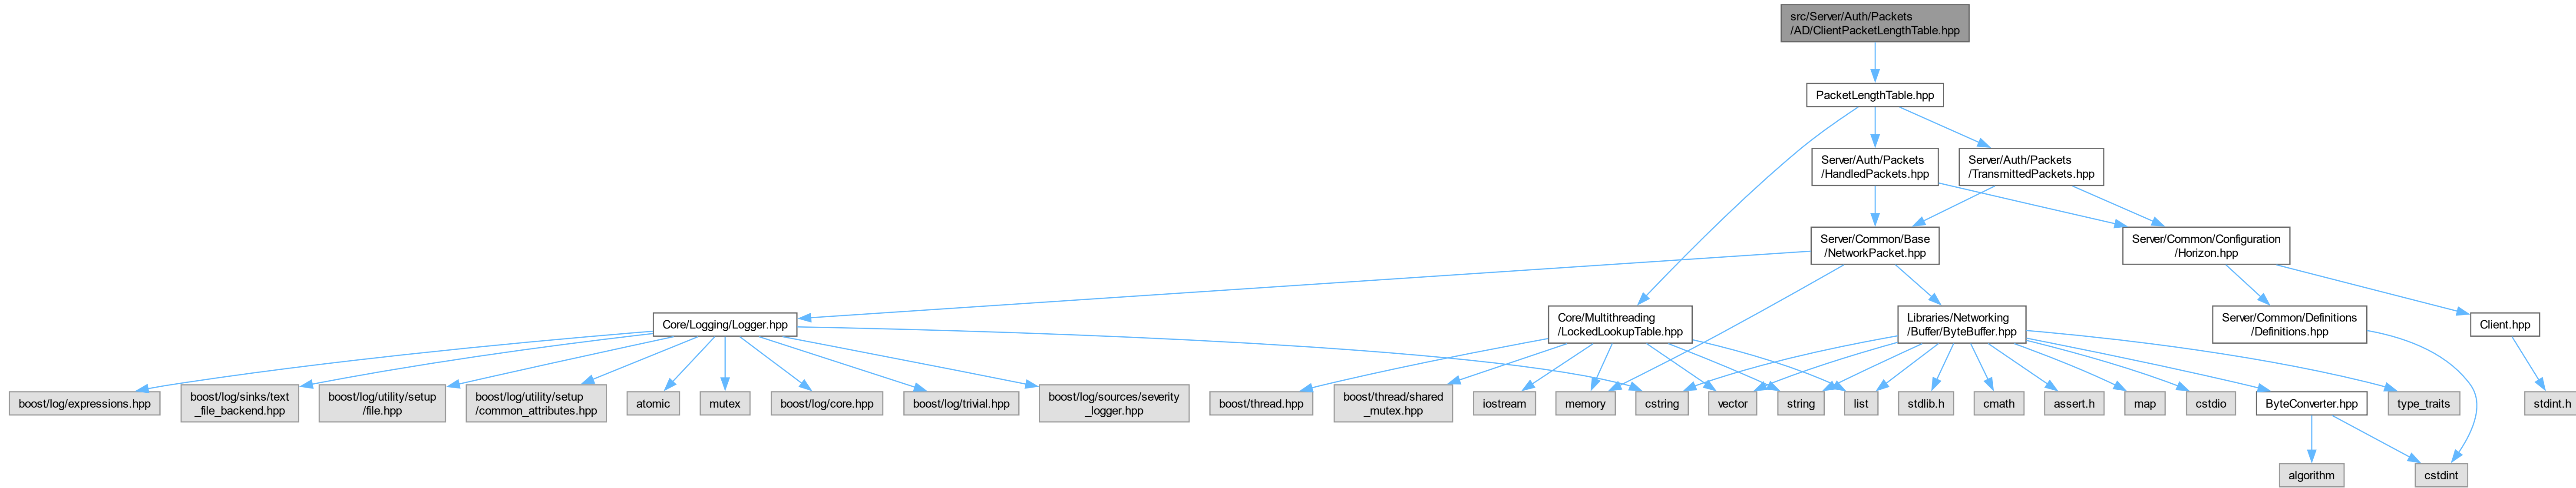 src/Server/Auth/Packets
/AD/ClientPacketLengthTable.hpp
PacketLengthTable.hpp
Server/Auth/Packets
/HandledPackets.hpp
Server/Auth/Packets
/TransmittedPackets.hpp
Server/Common/Base
/NetworkPacket.hpp
Server/Common/Configuration
/Horizon.hpp
Core/Logging/Logger.hpp
Core/Multithreading
/LockedLookupTable.hpp
Libraries/Networking
/Buffer/ByteBuffer.hpp
Server/Common/Definitions
/Definitions.hpp
Client.hpp
boost/log/expressions.hpp
boost/log/sinks/text
_file_backend.hpp
boost/log/utility/setup
/file.hpp
boost/log/utility/setup
/common_attributes.hpp
atomic
mutex
boost/log/core.hpp
boost/log/trivial.hpp
boost/log/sources/severity
_logger.hpp
boost/thread.hpp
boost/thread/shared
_mutex.hpp
iostream
memory
cstring
vector
string
list
stdlib.h
cmath
assert.h
map
cstdio
ByteConverter.hpp
type_traits
stdint.h
algorithm
cstdint